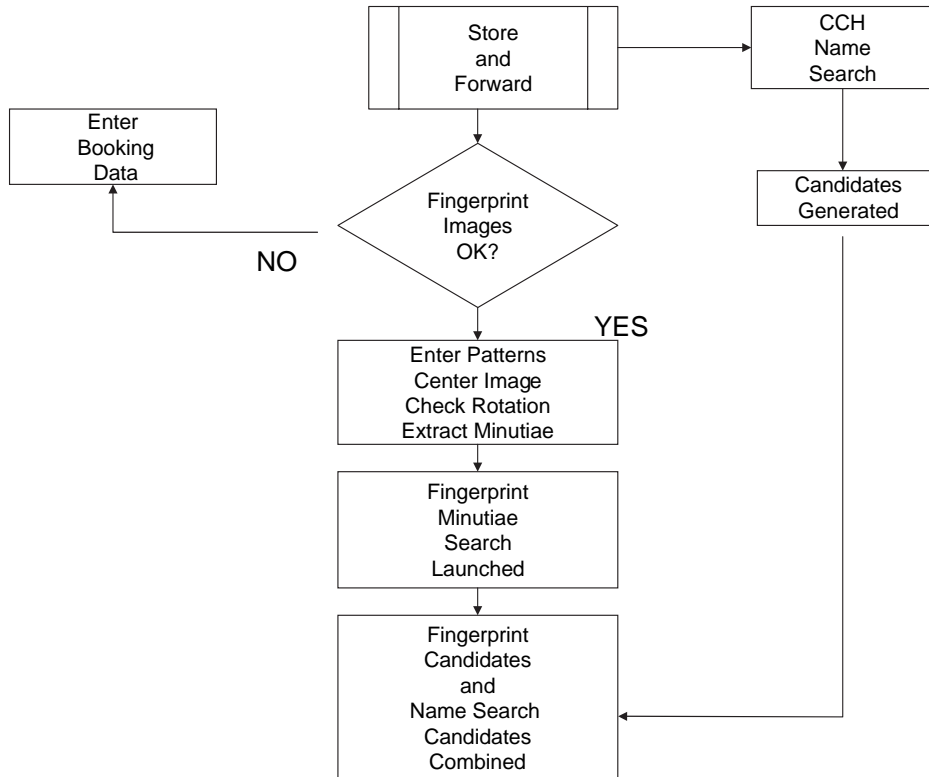 Store
and
Forward
CCH
Name
Search
Enter
Booking
Data
Candidates
Generated
Fingerprint
Images
OK?
NO
YES
Enter Patterns
Center Image
Check Rotation
Extract Minutiae
Fingerprint
Minutiae
Search
Launched
Fingerprint
Candidates
and
Name Search
Candidates
Combined